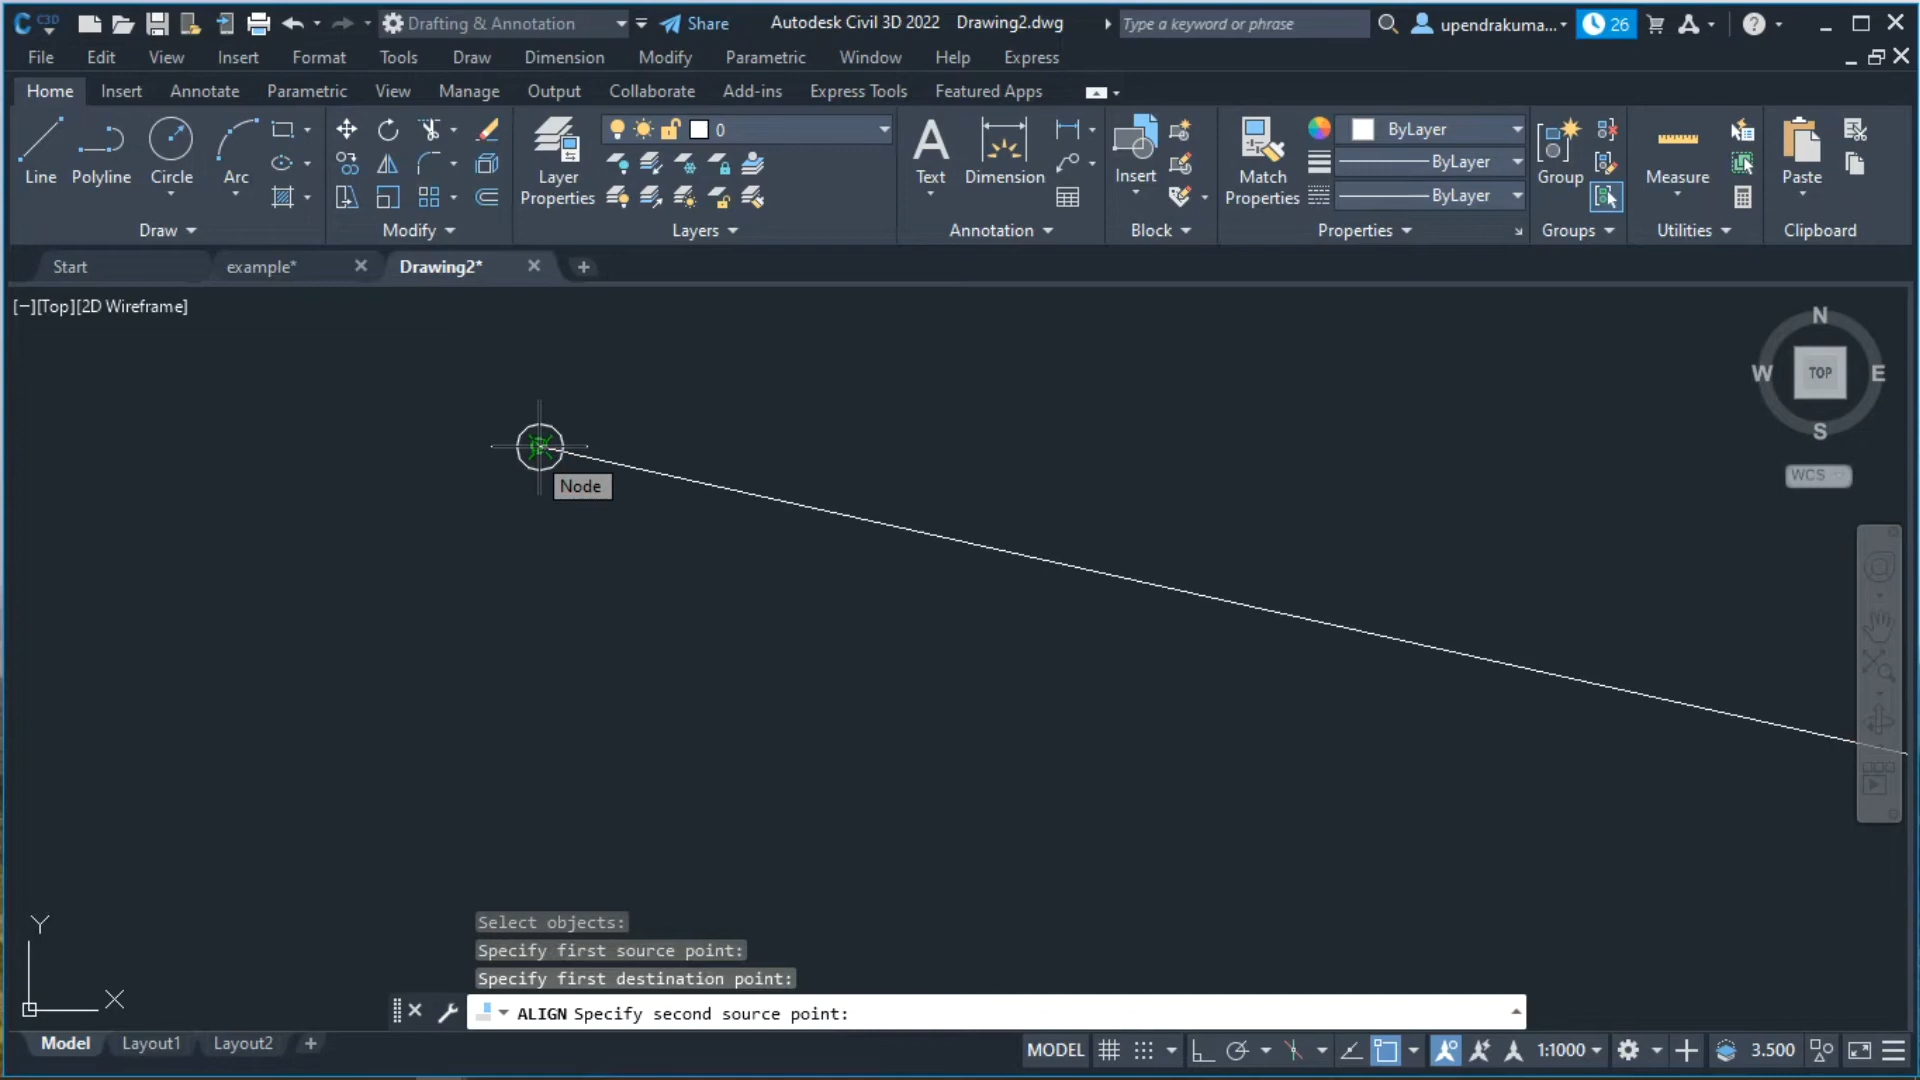 C3D
Drafting & Annotation
Share
Autodesk Civil 3D 2022 Drawing2.dwg
Type a keyword or phrase
upendrakuma...
26
File Edit View Insert Format Tools Draw Dimension Modify Parametric Window Help Express
Home Insert Annotate Parametric View Manage Output Collaborate Add-ins Express Tools Featured Apps
0
ByLayer
ByLayer
ByLayer
Line Polyline Circle Arc
Layer
Properties
Text Dimension
Insert
Match
Properties
Group
Measure
Paste
Draw Modify Layers Annotation Block Properties Groups Utilities Clipboard
Start example* Drawing2*
[−][Top][2D Wireframe]
N
W TOP E
S
WCS
Node
Y
X
Select objects:
Specify first source point:
Specify first destination point:
ALIGN Specify second source point:
Model Layout1 Layout2
MODEL 1:1000 3.500